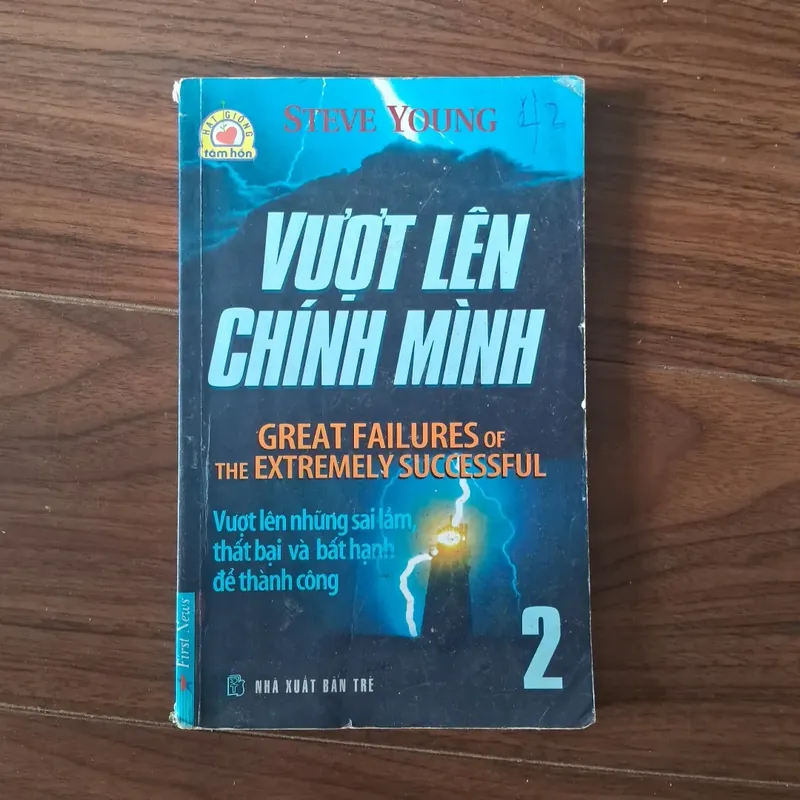 STEVE YOUNG
42
HẠT GIỐNG
tâm hồn
VƯỢT LÊN
CHÍNH MÌNH
GREAT FAILURES OF
THE EXTREMELY SUCCESSFUL
Vượt lên những sai lầm,
thất bại và bất hạnh
để thành công
2
First News
NHÀ XUẤT BẢN TRẺ